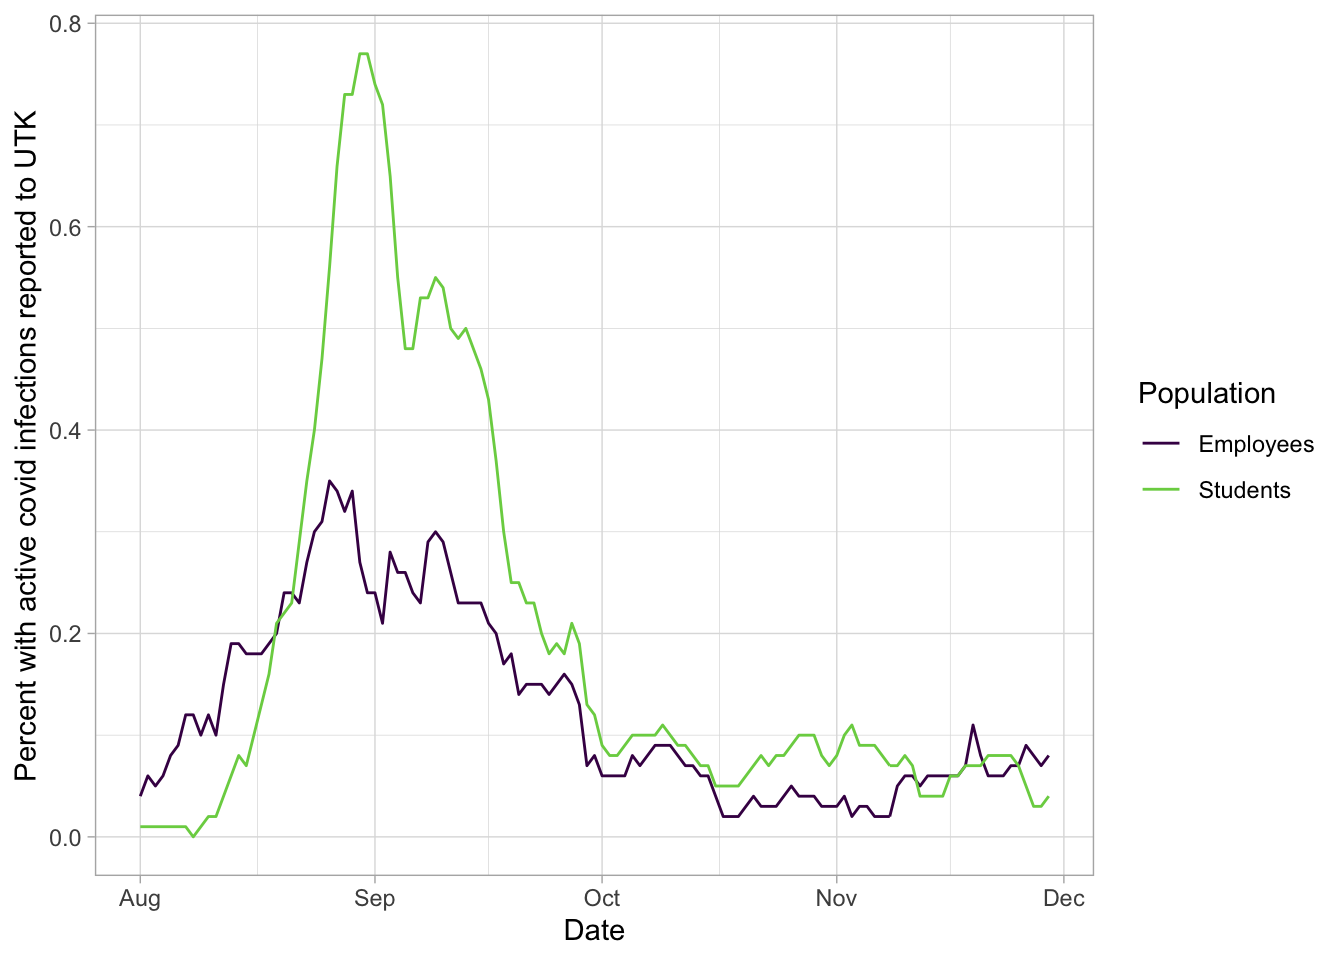 Percent with active covid infections reported to UTK
0.8
0.6
0.4
0.2
0.0
Aug Sep Oct Nov Dec
Date
Population
Employees
Students